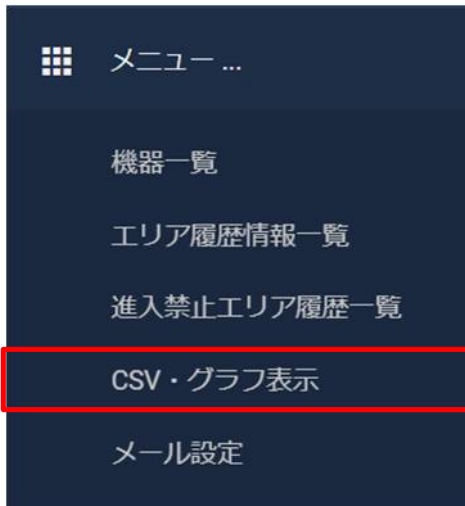 メニュー ...
機器一覧
エリア履歴情報一覧
進入禁止エリア履歴一覧
CSV・グラフ表示
メール設定